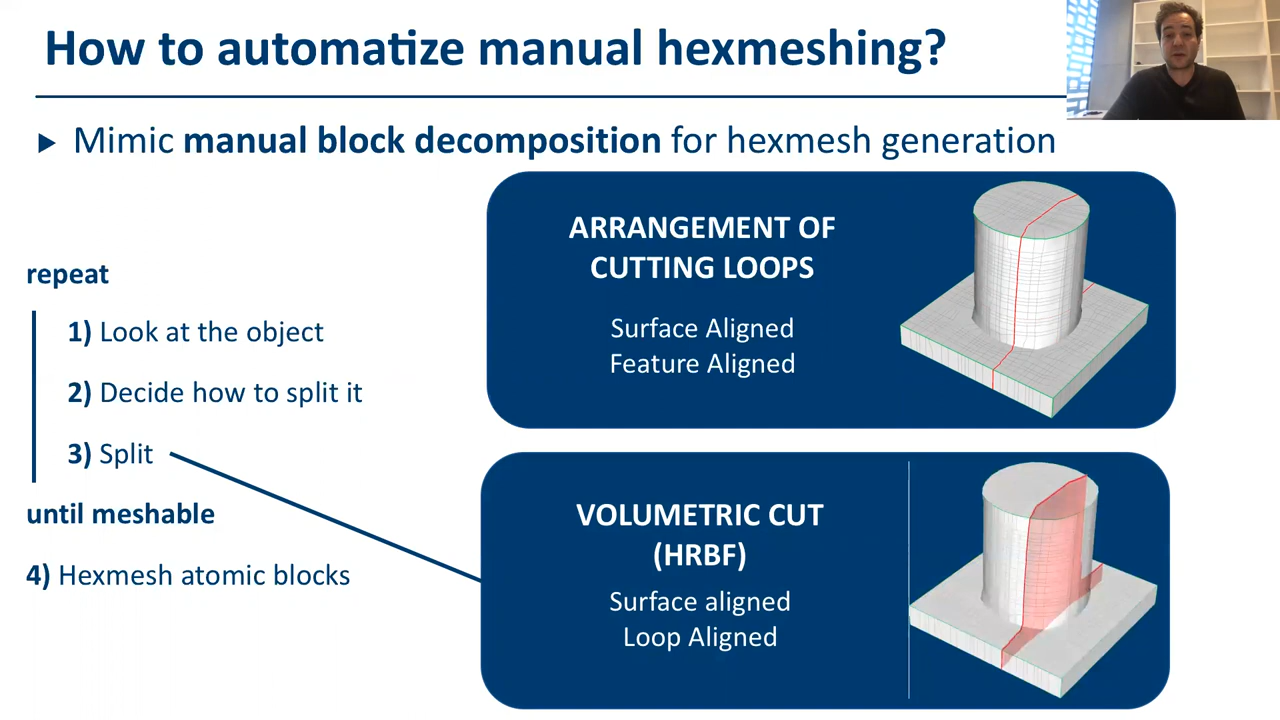 How to automatize manual hexmeshing?
▶ Mimic manual block decomposition for hexmesh generation
repeat
1) Look at the object
2) Decide how to split it
3) Split
until meshable
4) Hexmesh atomic blocks
ARRANGEMENT OF
CUTTING LOOPS
Surface Aligned
Feature Aligned
VOLUMETRIC CUT
(HRBF)
Surface aligned
Loop Aligned